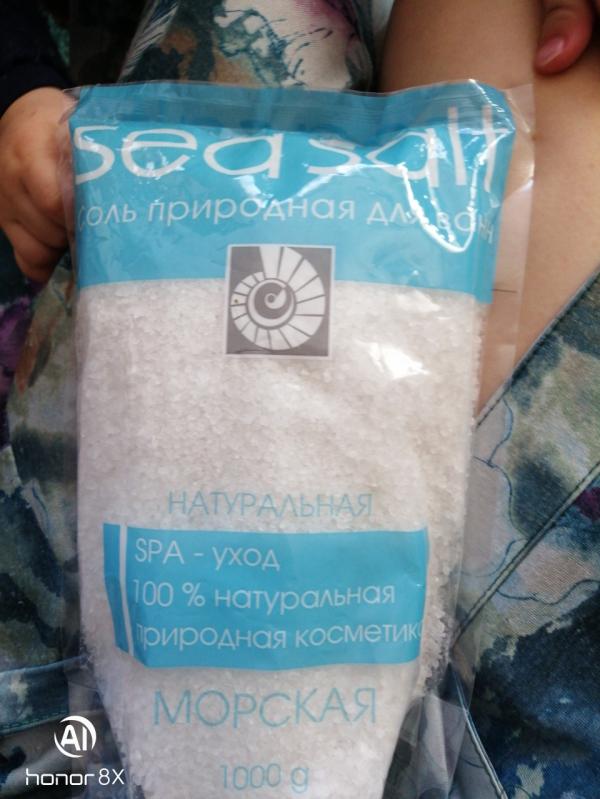 sea salt
соль природная для ванн
НАТУРАЛЬНАЯ
SPA - уход
100 % натуральная
природная косметика
МОРСКАЯ
1000 g
AI
honor 8X